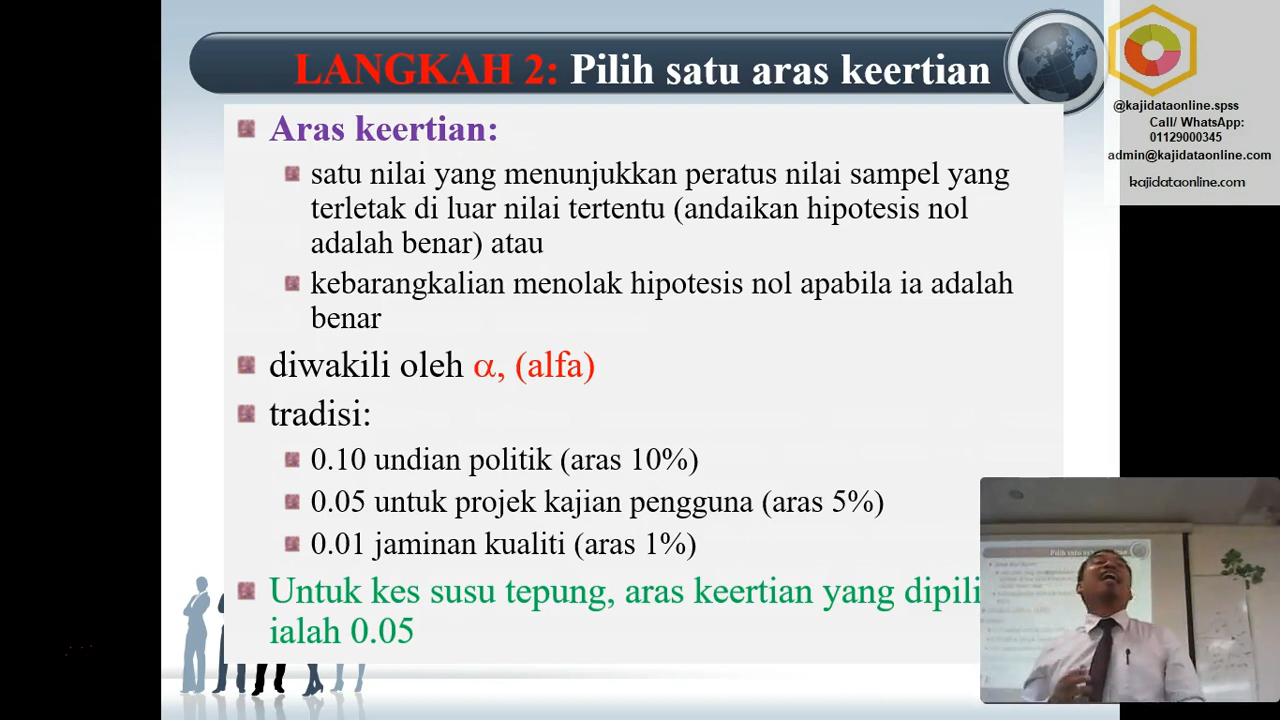 LANGKAH 2: Pilih satu aras keertian
@kajidataonline.spss
Call/ WhatsApp:
01129000345
admin@kajidataonline.com
kajidataonline.com
Aras keertian:
satu nilai yang menunjukkan peratus nilai sampel yang
terletak di luar nilai tertentu (andaikan hipotesis nol
adalah benar) atau
kebarangkalian menolak hipotesis nol apabila ia adalah
benar
diwakili oleh α, (alfa)
tradisi:
0.10 undian politik (aras 10%)
0.05 untuk projek kajian pengguna (aras 5%)
0.01 jaminan kualiti (aras 1%)
Untuk kes susu tepung, aras keertian yang dipili
ialah 0.05